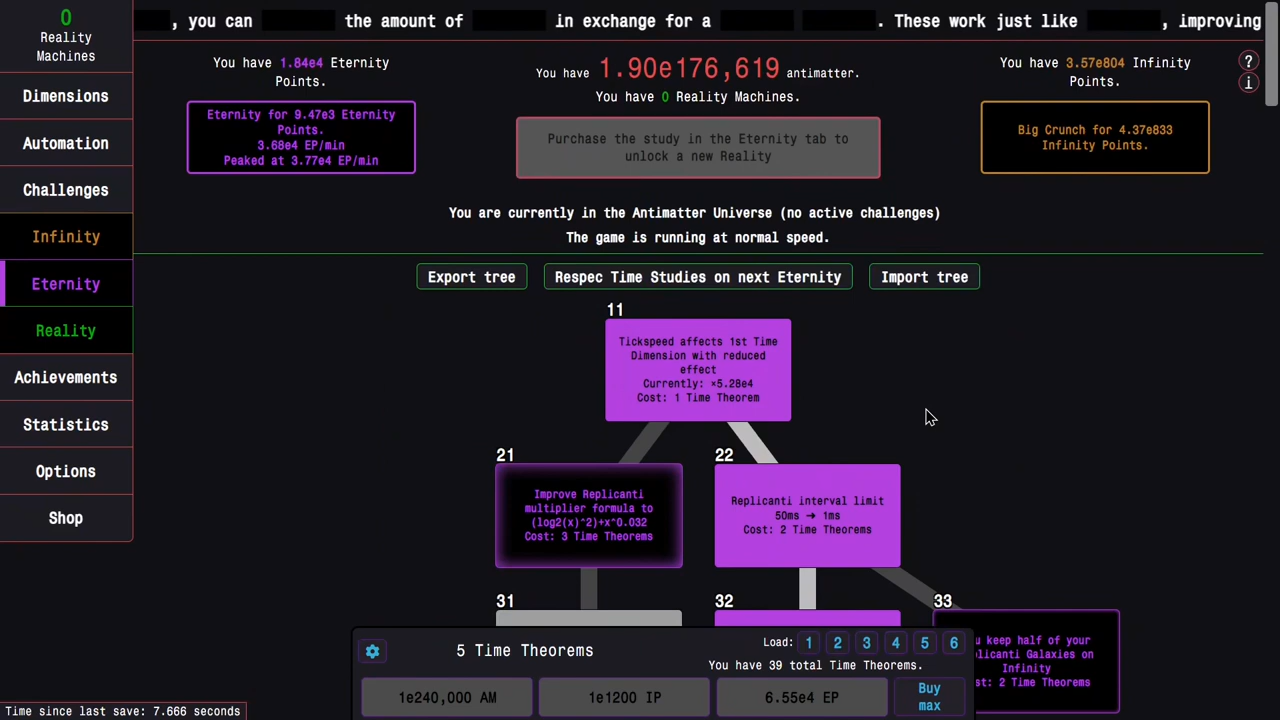 0
Reality
Machines
, you can the amount of in exchange for a . These work just like , improving
You have 1.84e4 Eternity
Points.
Eternity for 9.47e3 Eternity
Points.
3.68e4 EP/min
Peaked at 3.77e4 EP/min
You have 1.90e176,619 antimatter.
You have 0 Reality Machines.
Purchase the study in the Eternity tab to
unlock a new Reality
You have 3.57e804 Infinity
Points.
Big Crunch for 4.37e833
Infinity Points.
?
i
Dimensions
Automation
Challenges
Infinity
Eternity
Reality
Achievements
Statistics
Options
Shop
You are currently in the Antimatter Universe (no active challenges)
The game is running at normal speed.
Export tree
Respec Time Studies on next Eternity
Import tree
11
Tickspeed affects 1st Time
Dimension with reduced
effect
Currently: ×5.28e4
Cost: 1 Time Theorem
21
Improve Replicanti
multiplier formula to
(log2(x)^2)+x^0.032
Cost: 3 Time Theorems
22
Replicanti interval limit
50ms → 1ms
Cost: 2 Time Theorems
31
32
33
keep half of your
Galaxies on
Infinity
2 Time Theorems
5 Time Theorems
Load: 1 2 3 4 5 6
You have 39 total Time Theorems.
1e240,000 AM
1e1200 IP
6.55e4 EP
Buy
max
Time since last save: 7.666 seconds